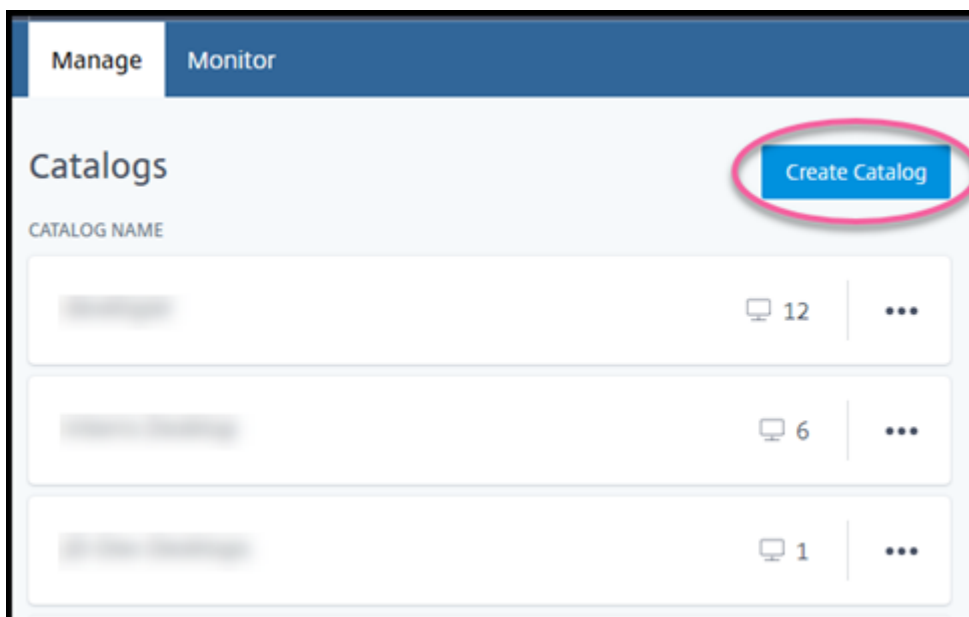 Manage Monitor
Catalogs
Create Catalog
CATALOG NAME
12
6
1